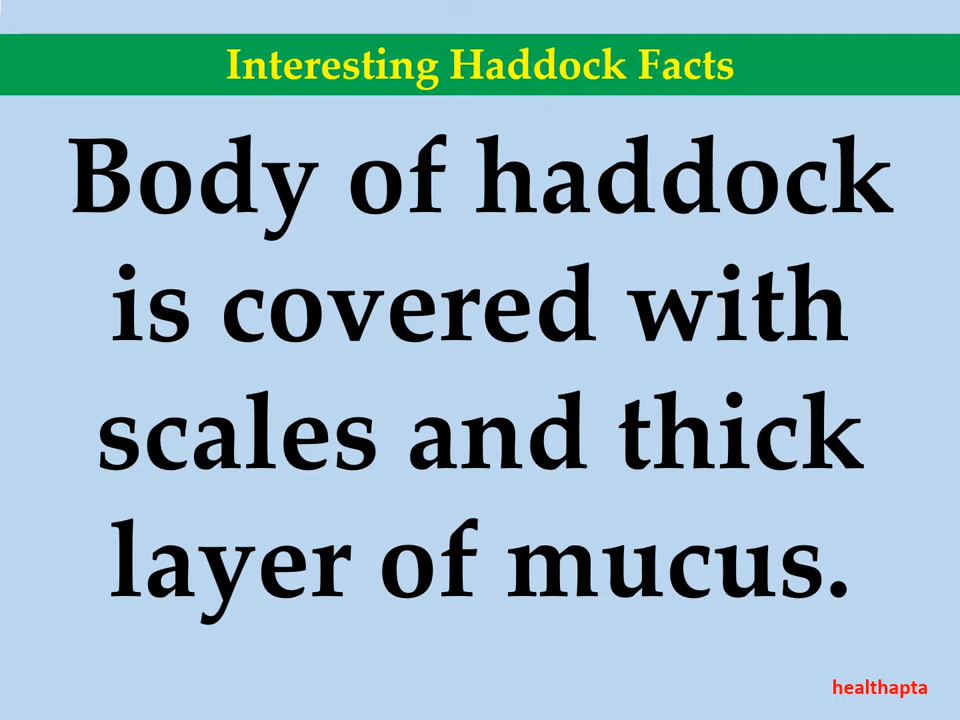 Interesting Haddock Facts
Body of haddock
is covered with
scales and thick
layer of mucus.
healthapta